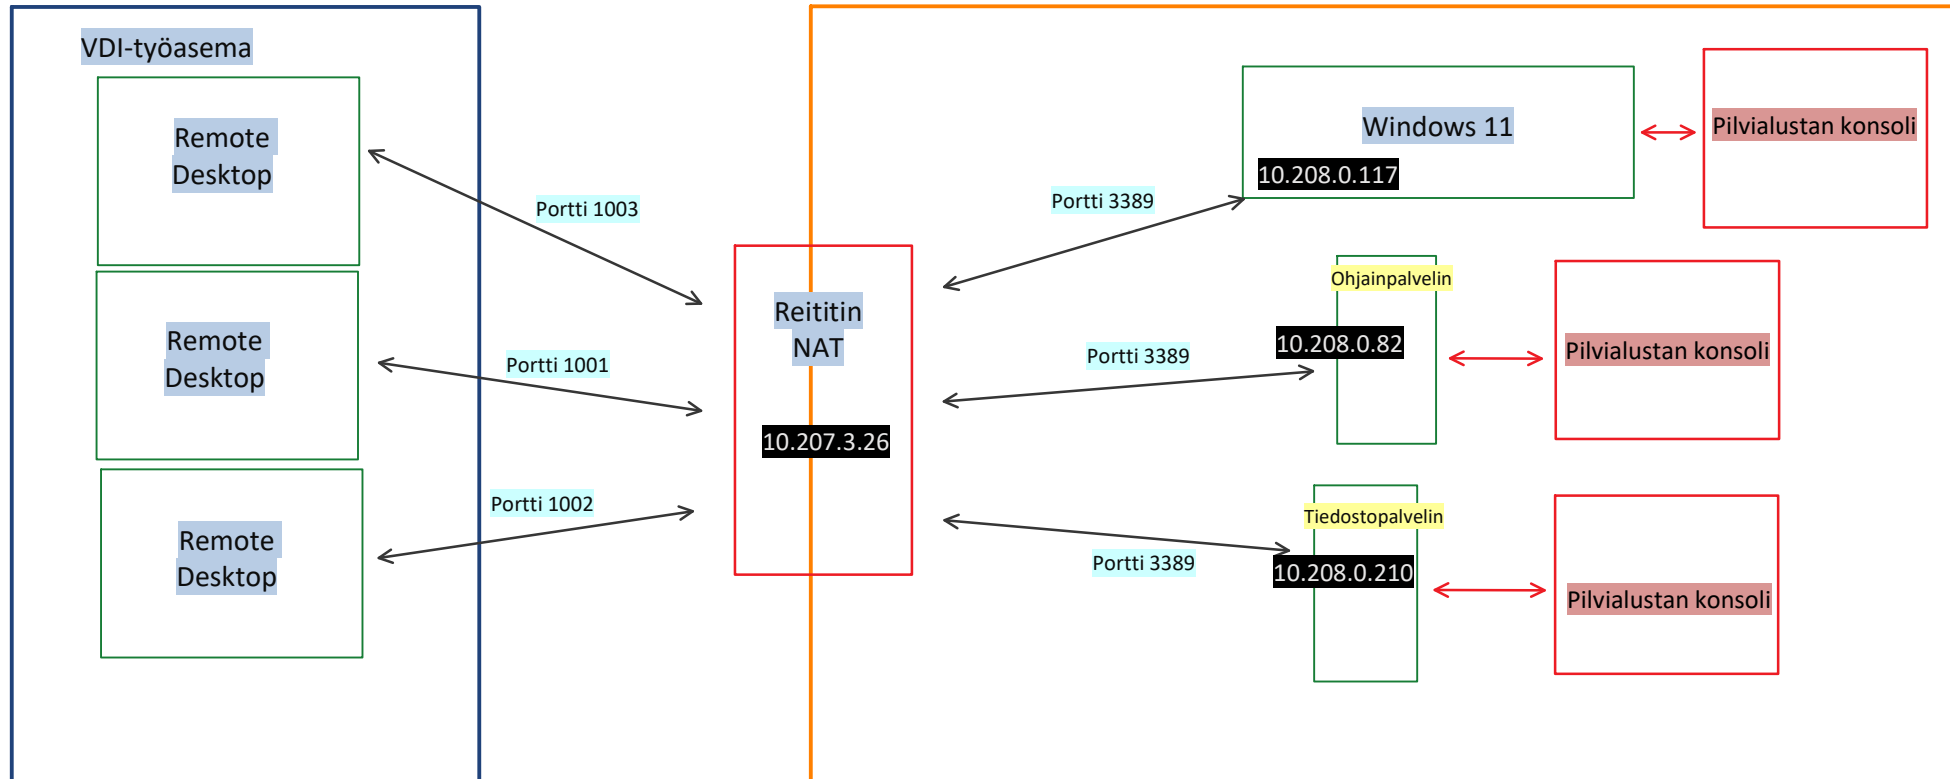 VDI-työasema
Remote
Desktop
Portti 1003
Remote
Desktop
Portti 1001
Remote
Desktop
Portti 1002
Reititin
NAT
10.207.3.26
Portti 3389
Windows 11
10.208.0.117
Pilvialustan konsoli
Portti 3389
Ohjainpalvelin
10.208.0.82
Pilvialustan konsoli
Portti 3389
Tiedostopalvelin
10.208.0.210
Pilvialustan konsoli